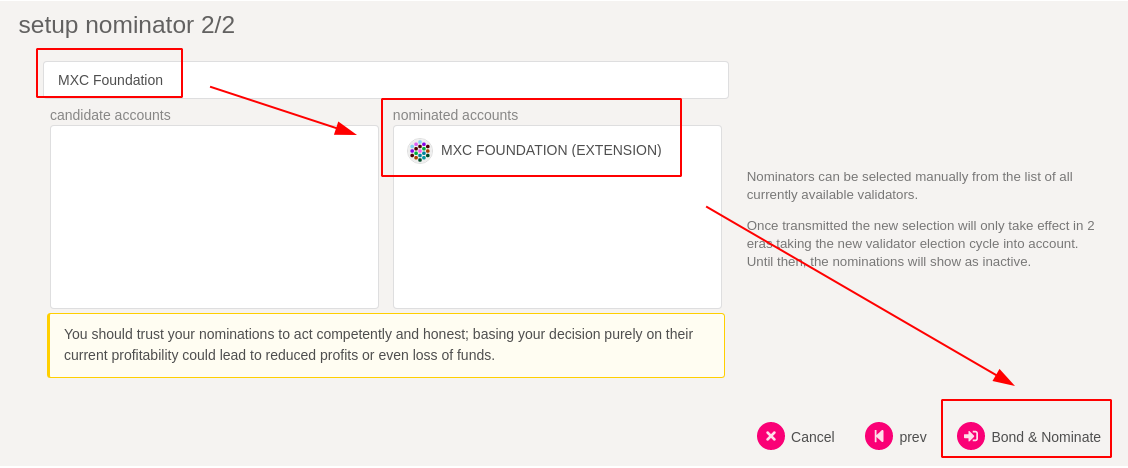 setup nominator 2/2
MXC Foundation
candidate accounts
nominated accounts
MXC FOUNDATION (EXTENSION)
Nominators can be selected manually from the list of all
currently available validators.
Once transmitted the new selection will only take effect in 2
eras taking the new validator election cycle into account.
Until then, the nominations will show as inactive.
You should trust your nominations to act competently and honest; basing your decision purely on their
current profitability could lead to reduced profits or even loss of funds.
Cancel
prev
Bond & Nominate